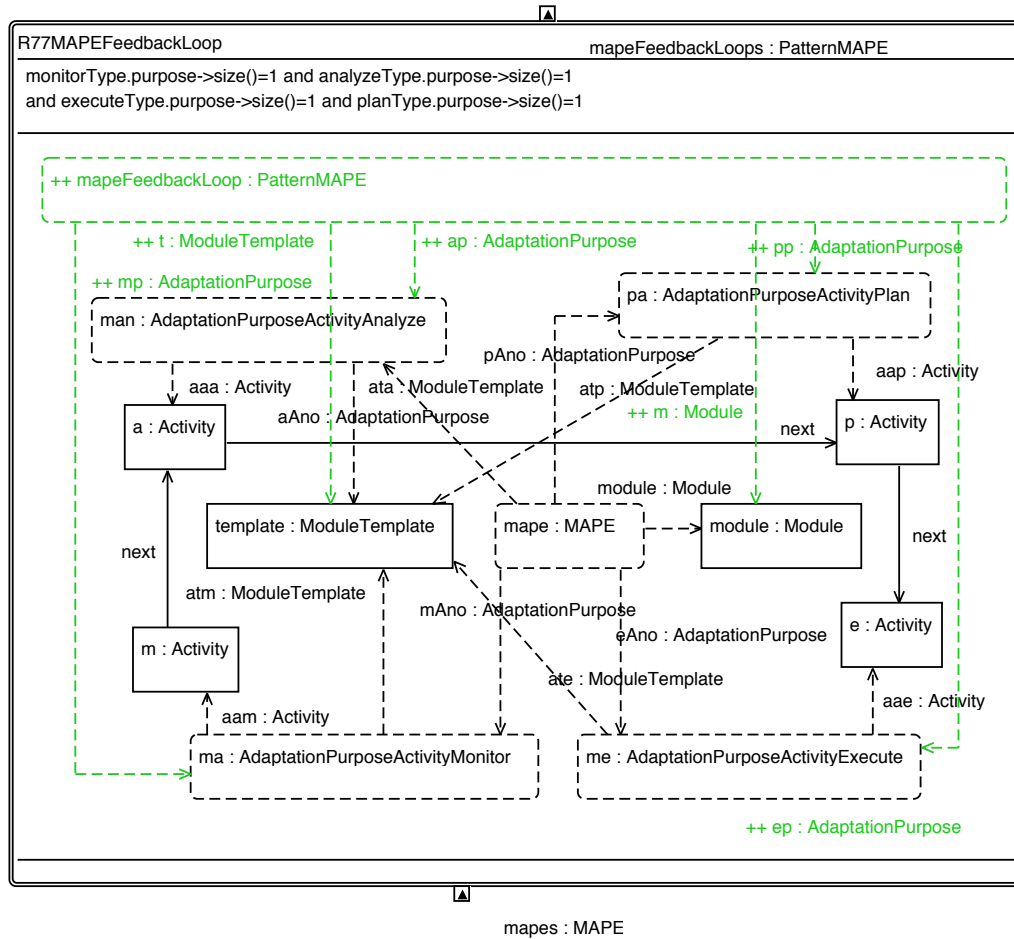 R77MAPEFeedbackLoop
mapeFeedbackLoops : PatternMAPE
monitorType.purpose->size()=1 and analyzeType.purpose->size()=1
and executeType.purpose->size()=1 and planType.purpose->size()=1
++ mapeFeedbackLoop : PatternMAPE
++ t : ModuleTemplate
++ ap : AdaptationPurpose
++ pp : AdaptationPurpose
++ mp : AdaptationPurpose
pa : AdaptationPurposeActivityPlan
man : AdaptationPurposeActivityAnalyze
pAno : AdaptationPurpose
aap : Activity
aaa : Activity
ata : ModuleTemplate
atp : ModuleTemplate
aAno : AdaptationPurpose
++ m : Module
a : Activity
next
p : Activity
module : Module
template : ModuleTemplate
mape : MAPE
module : Module
next
next
atm : ModuleTemplate
mAno : AdaptationPurpose
eAno : AdaptationPurpose
e : Activity
m : Activity
ate : ModuleTemplate
aae : Activity
aam : Activity
ma : AdaptationPurposeActivityMonitor
me : AdaptationPurposeActivityExecute
++ ep : AdaptationPurpose
mapes : MAPE